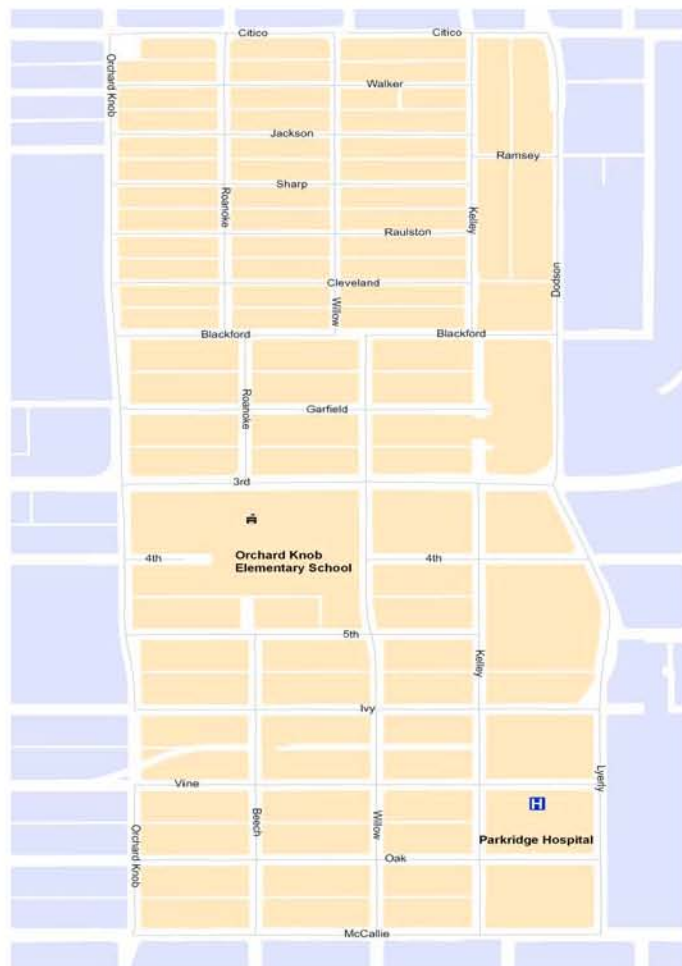 Citico
Citico
Orchard Knob
Walker
Jackson
Ramsey
Sharp
Roanoke
Kelley
Raulston
Dodson
Cleveland
Willow
Blackford
Blackford
Roanoke
Garfield
3rd
4th
Orchard Knob
Elementary School
4th
5th
Kelley
Ivy
Lyerly
Vine
H
Beech
Willow
Orchard Knob
Parkridge Hospital
Oak
McCallie